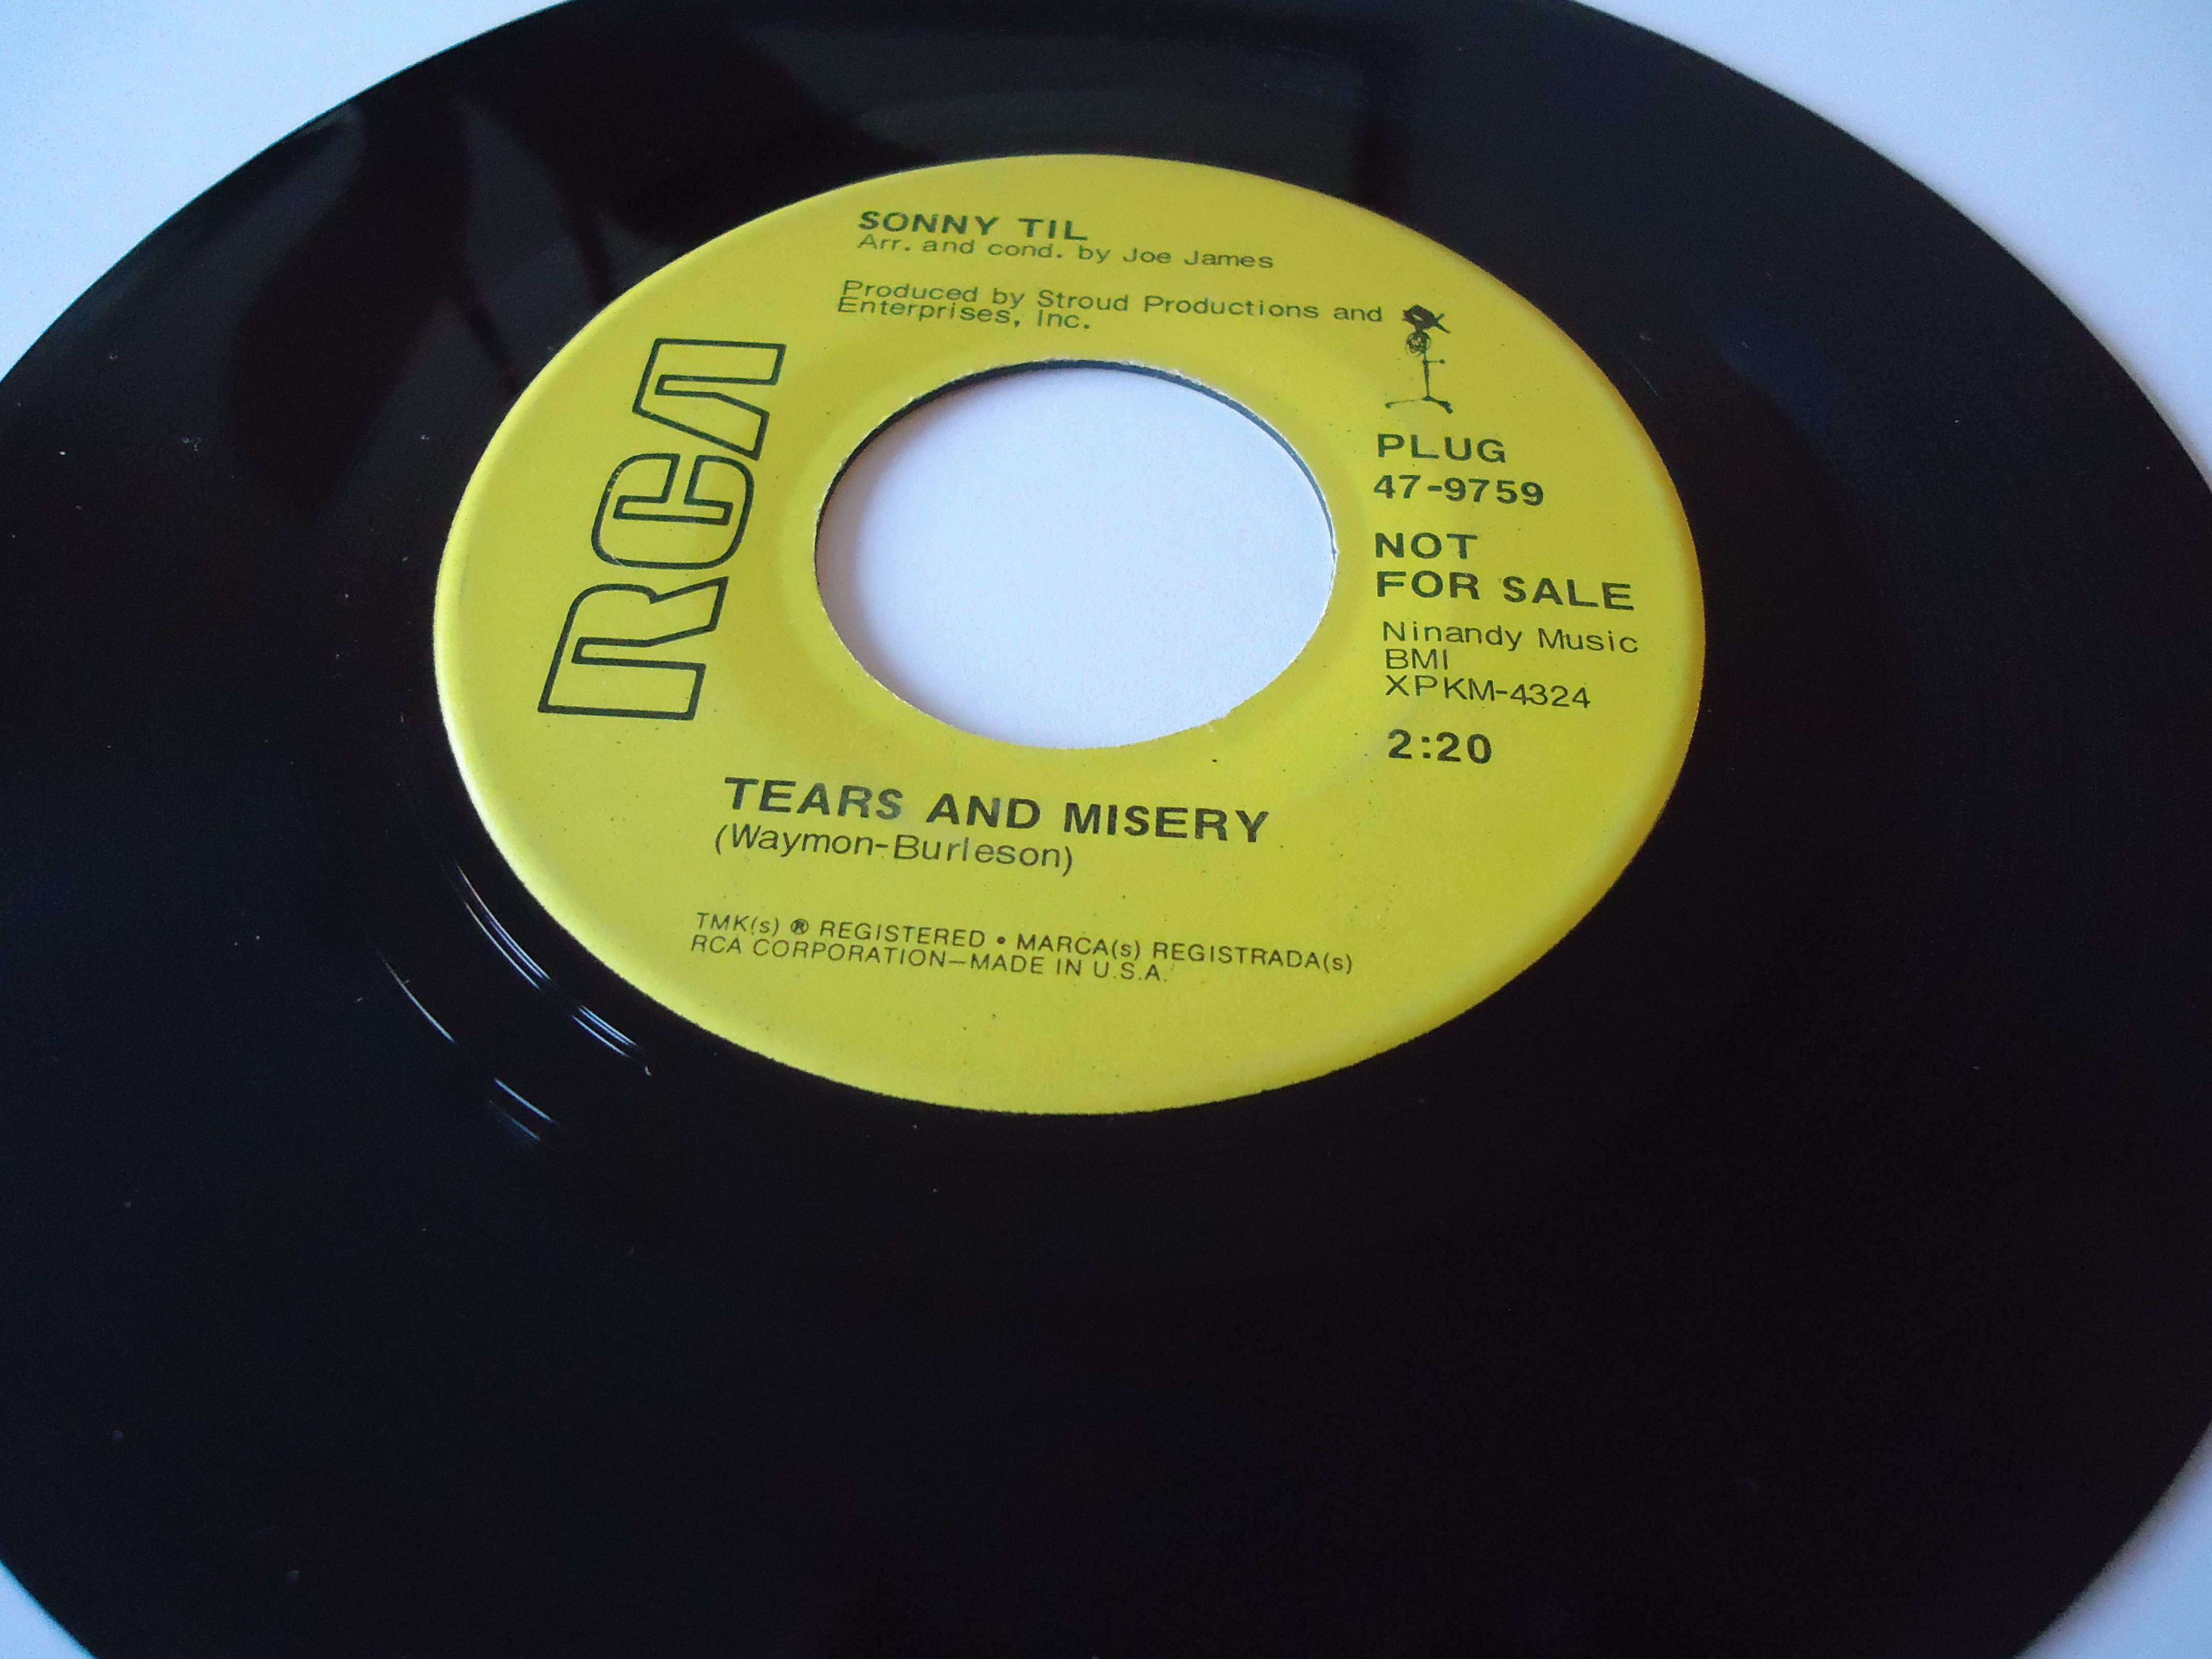 SONNY TIL
Arr. and cond. by Joe James
Produced by Stroud Productions and
Enterprises, Inc.
RCA
PLUG
47-9759
NOT
FOR SALE
Ninandy Music
BMI
XPKM-4324
2:20
TEARS AND MISERY
(Waymon-Burleson)
TMK(s) ® REGISTERED • MARCA(s) REGISTRADA(s)
RCA CORPORATION—MADE IN U.S.A.